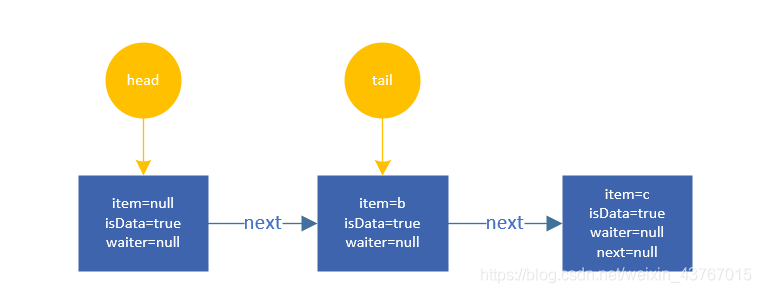 head
tail
item=null
isData=true
waiter=null
next
item=b
isData=true
waiter=null
next
item=c
isData=true
waiter=null
next=null
https://blog.csdn.net/weixin_43767015